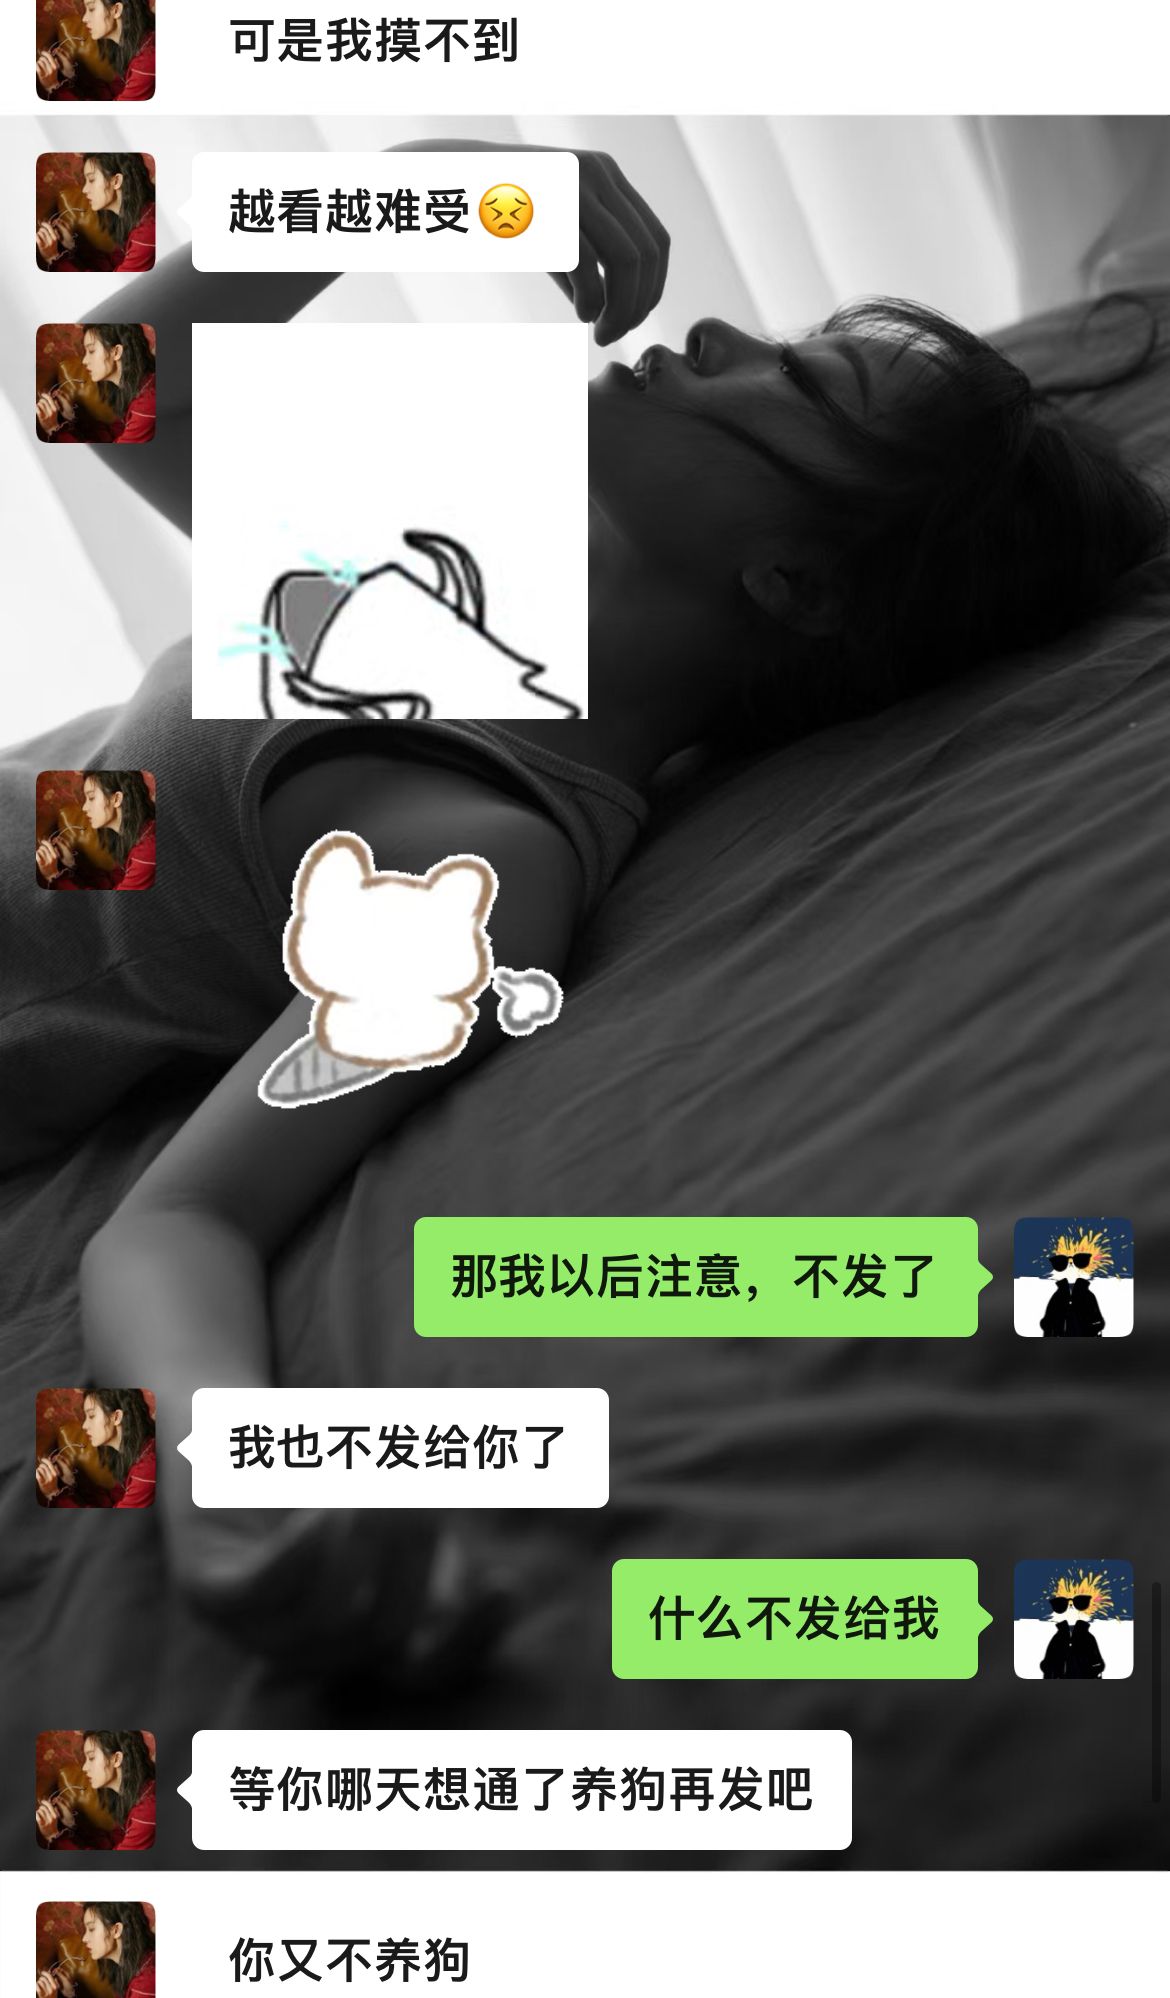 可是我摸不到
越看越难受😣
那我以后注意，不发了
我也不发给你了
什么不发给我
等你哪天想通了养狗再发吧
你又不养狗